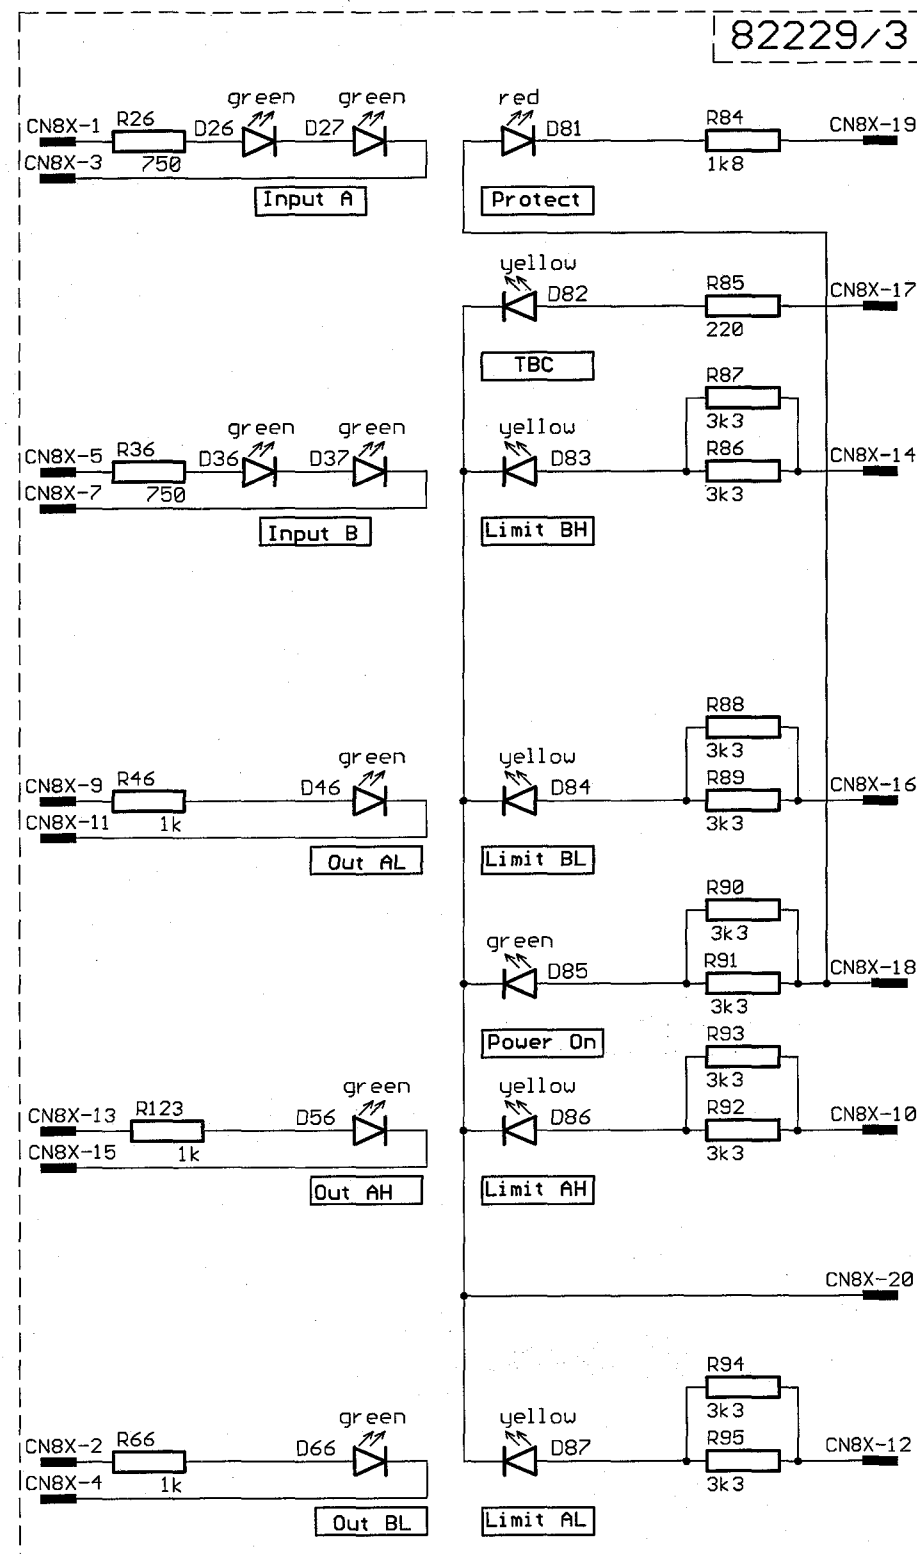 82229/3
green green red
CN8X-1 R26 D26 D27 D81 R84 CN8X-19
CN8X-3 750 1k8
Input A Protect
yellow
D82 R85 CN8X-17
220
TBC
R87
green green yellow 3k3
CN8X-5 R36 D36 D37 D83 R86 CN8X-14
CN8X-7 750 3k3
Input B Limit BH
R88
green yellow 3k3
CN8X-9 R46 D46 D84 R89 CN8X-16
CN8X-11 1k 3k3
Out AL Limit BL
R90
green 3k3
D85 R91 CN8X-18
3k3
Power On R93
green yellow 3k3
CN8X-13 R123 D56 D86 R92 CN8X-10
CN8X-15 1k 3k3
Out AH Limit AH
CN8X-20
R94
green yellow 3k3
CN8X-2 R66 D66 D87 R95 CN8X-12
CN8X-4 1k 3k3
Out BL Limit AL